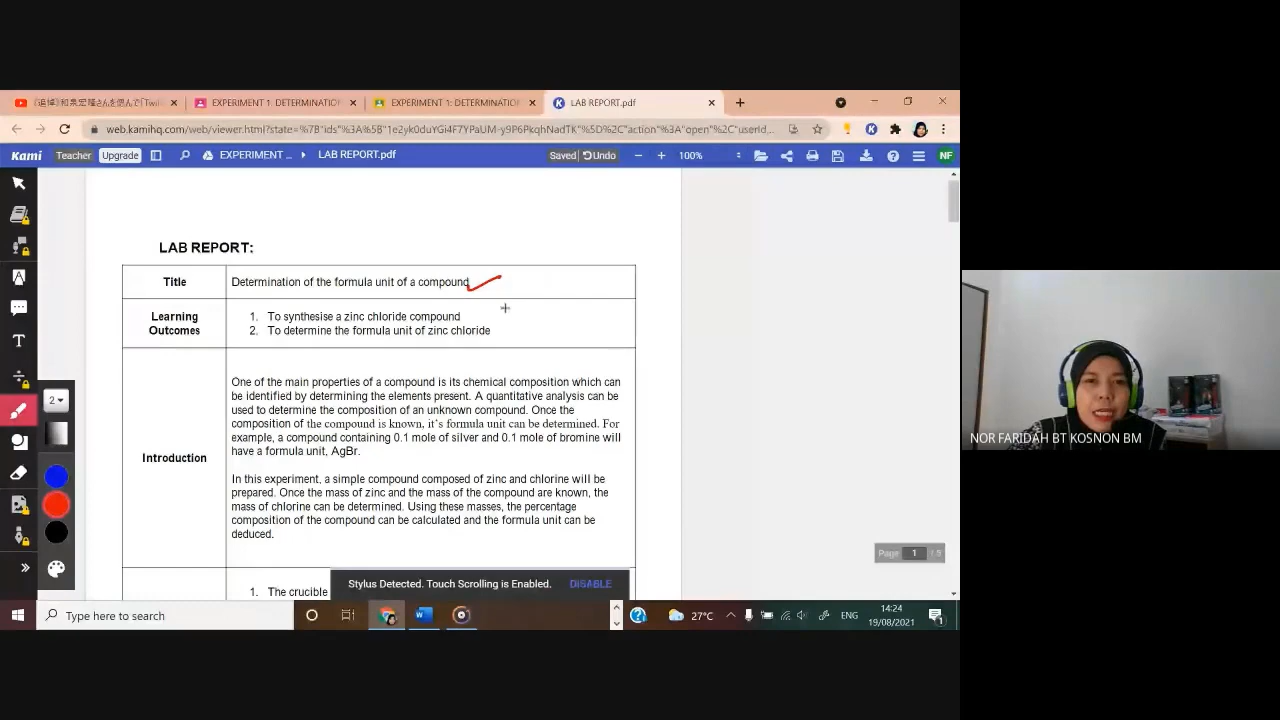 EXPERIMENT 1: DETERMINATION
EXPERIMENT 1: DETERMINATION
LAB REPORT.pdf
Kami
Teacher
Upgrade
EXPERIMENT ...
LAB REPORT.pdf
Saved
Undo
100%
NF
LAB REPORT:
Title
Determination of the formula unit of a compound
Learning
Outcomes
1. To synthesise a zinc chloride compound
2. To determine the formula unit of zinc chloride
Introduction
One of the main properties of a compound is its chemical composition which can
be identified by determining the elements present. A quantitative analysis can be
used to determine the composition of an unknown compound. Once the
composition of the compound is known, it's formula unit can be determined. For
example, a compound containing 0.1 mole of silver and 0.1 mole of bromine will
have a formula unit, AgBr.
In this experiment, a simple compound composed of zinc and chlorine will be
prepared. Once the mass of zinc and the mass of the compound are known, the
mass of chlorine can be determined. Using these masses, the percentage
composition of the compound can be calculated and the formula unit can be
deduced.
1. The crucible
2
Page 1 / 5
Stylus Detected. Touch Scrolling is Enabled. DISABLE
Type here to search
27°C
ENG
14:24
19/08/2021
NOR FARIDAH BT KOSNON BM